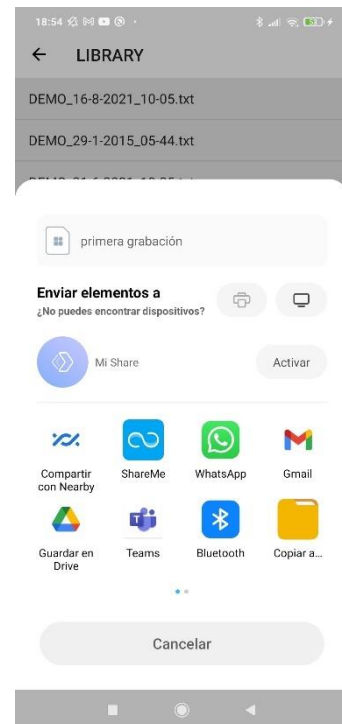 18:54
LIBRARY
DEMO_16-8-2021_10-05.txt
DEMO_29-1-2015_05-44.txt
primera grabación
Enviar elementos a
¿No puedes encontrar dispositivos?
Mi Share
Activar
Compartir
con Nearby
ShareMe
WhatsApp
Gmail
Guardar en
Drive
Teams
Bluetooth
Copiar a...
Cancelar